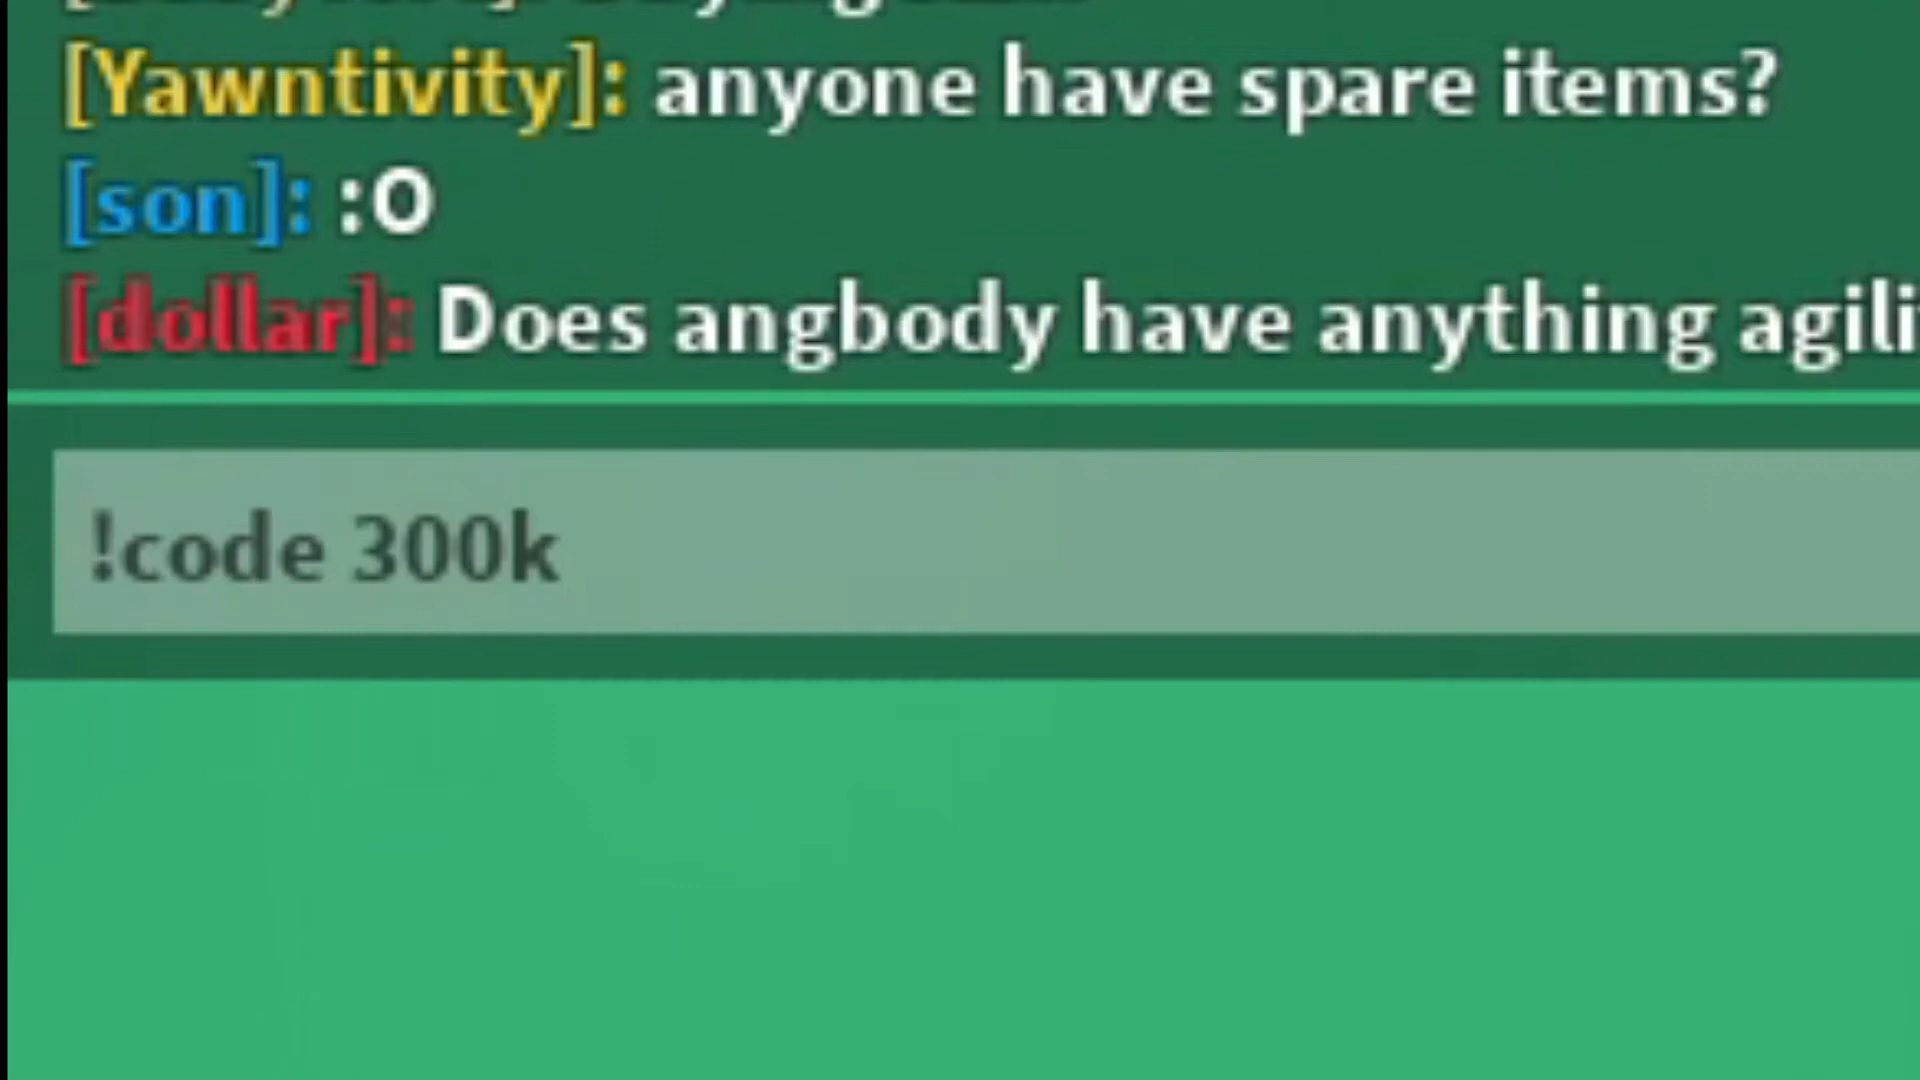 [Yawntivity]: anyone have spare items?
[son]: :O
[dollar]: Does angbody have anything agili
!code 300k